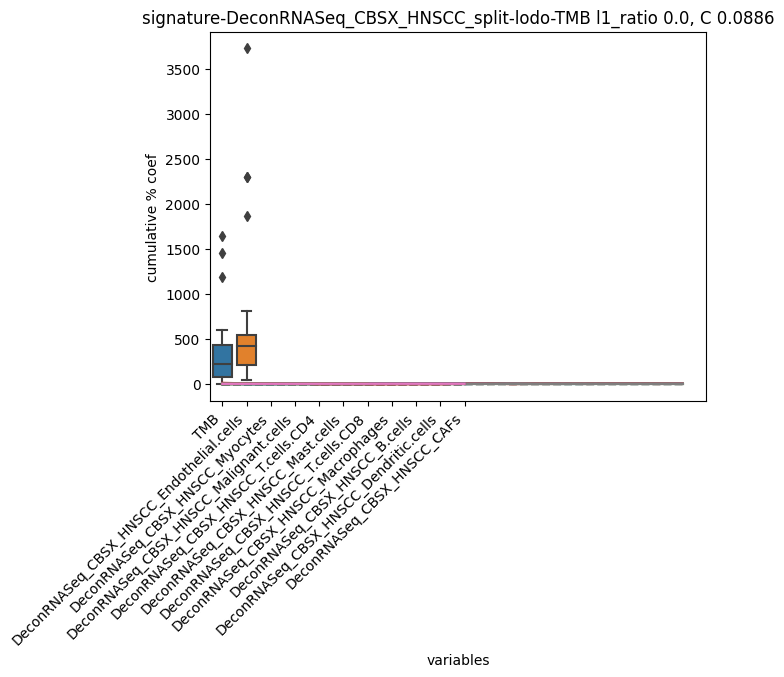 signature-DeconRNASeq_CBSX_HNSCC_split-lodo-TMB l1_ratio 0.0, C 0.0886
cumulative % coef
3500
3000
2500
2000
1500
1000
500
0
TMB
DeconRNASeq_CBSX_HNSCC_Endothelial.cells
DeconRNASeq_CBSX_HNSCC_Myocytes
DeconRNASeq_CBSX_HNSCC_Malignant.cells
DeconRNASeq_CBSX_HNSCC_T.cells.CD4
DeconRNASeq_CBSX_HNSCC_Mast.cells
DeconRNASeq_CBSX_HNSCC_T.cells.CD8
DeconRNASeq_CBSX_HNSCC_Macrophages
DeconRNASeq_CBSX_HNSCC_B.cells
DeconRNASeq_CBSX_HNSCC_Dendritic.cells
DeconRNASeq_CBSX_HNSCC_CAFs
variables